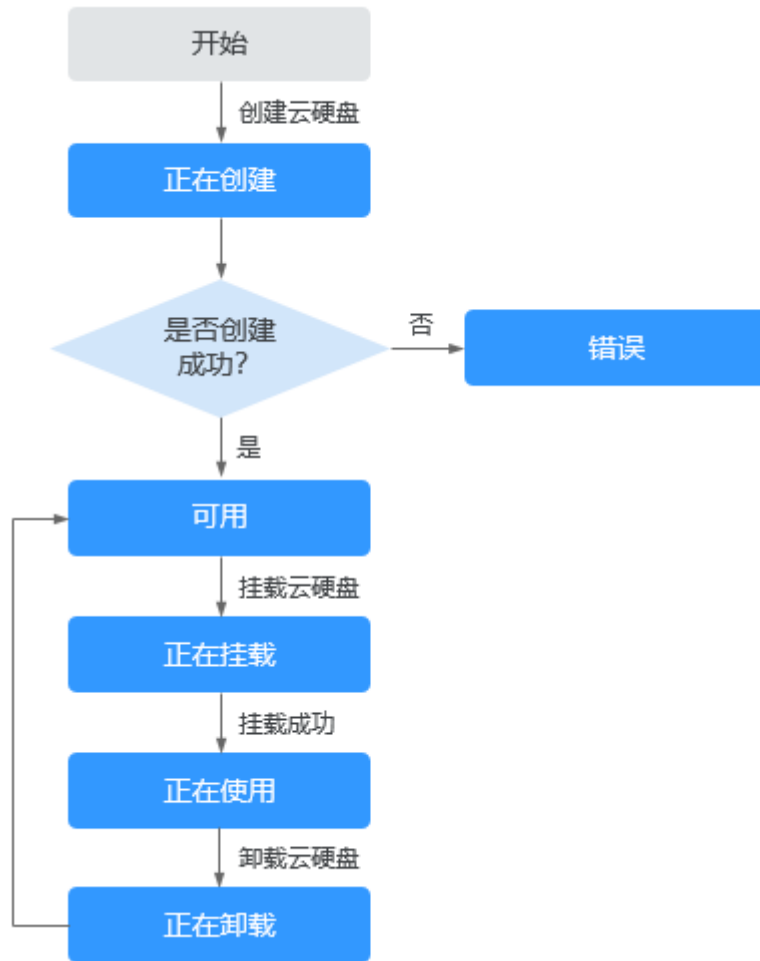 开始
创建云硬盘
正在创建
是否创建
成功?
否
错误
是
可用
挂载云硬盘
正在挂载
挂载成功
正在使用
卸载云硬盘
正在卸载